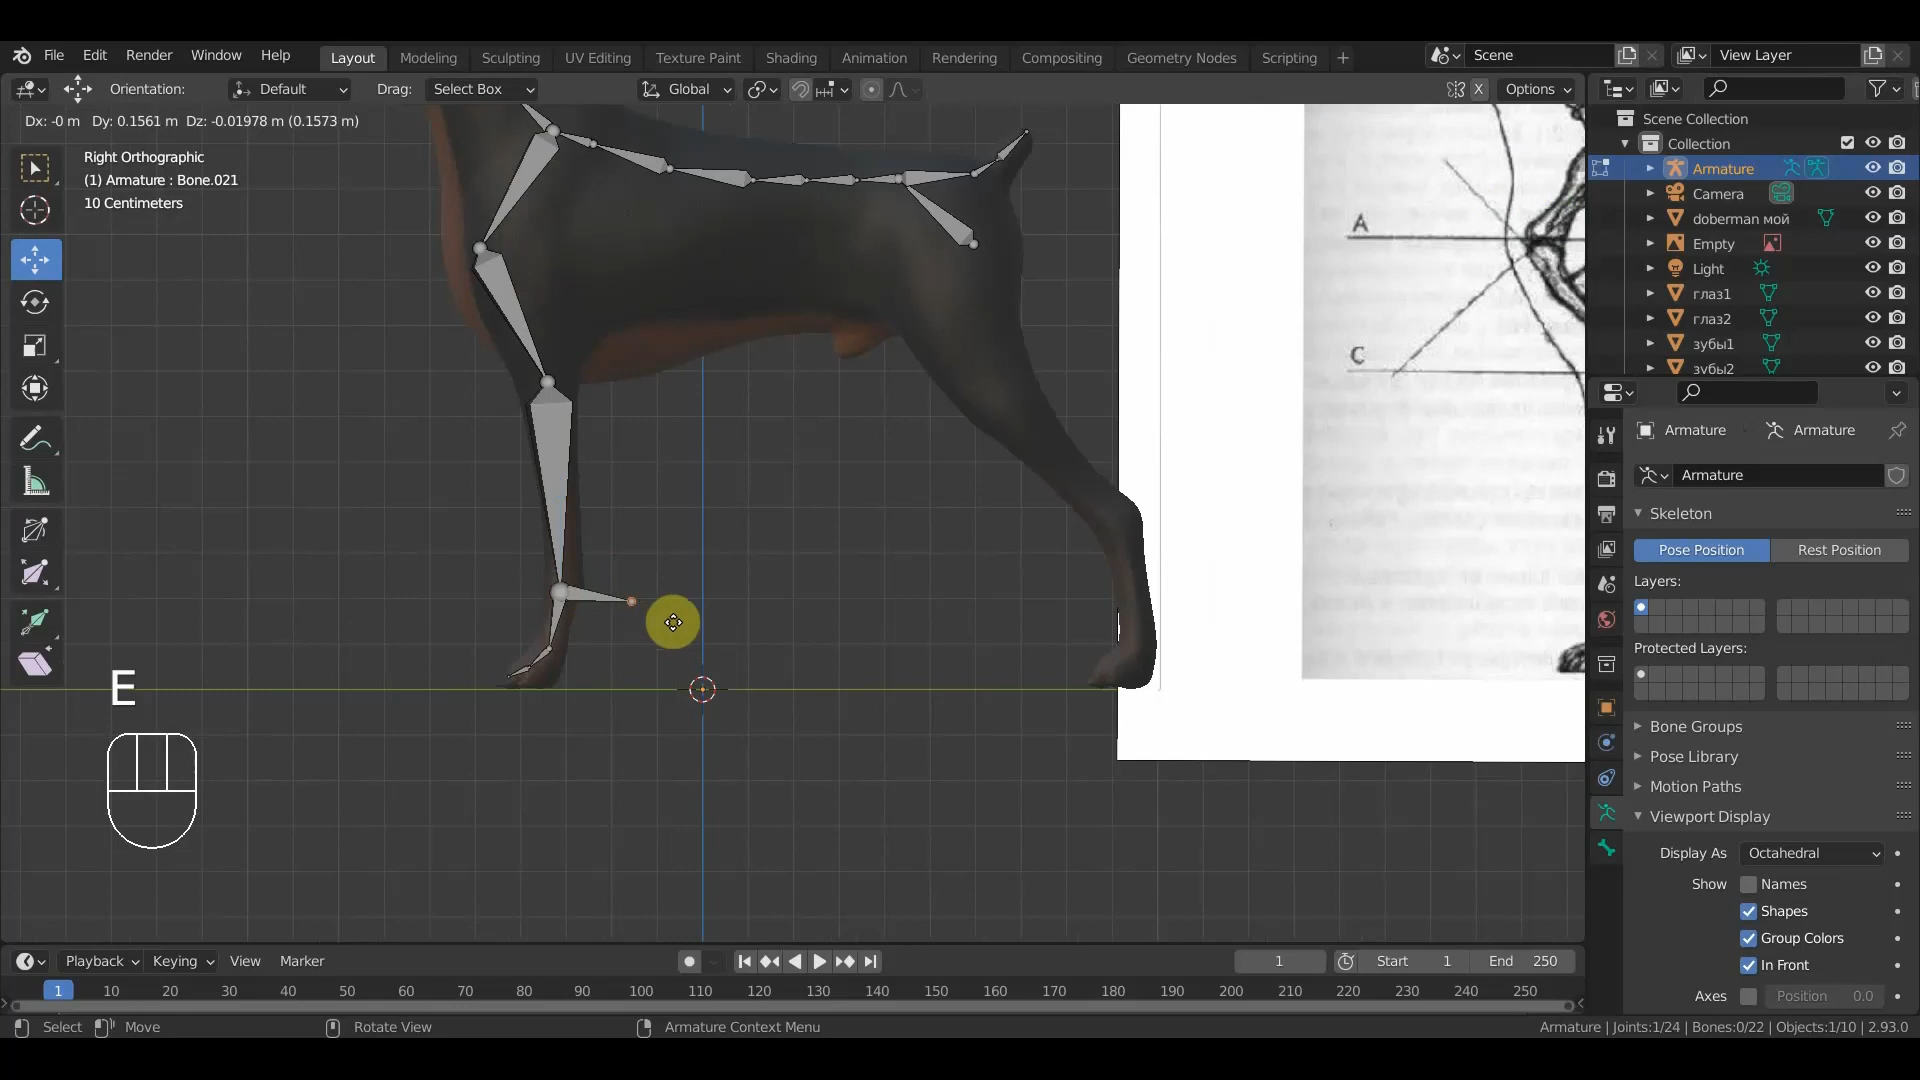 File Edit Render Window Help Layout Modeling Sculpting UV Editing Texture Paint Shading Animation Rendering Compositing Geometry Nodes Scripting + Scene View Layer
Orientation: Default Drag: Select Box Global X Options
Dx: -0 m Dy: 0.1561 m Dz: -0.01978 m (0.1573 m)
Right Orthographic
(1) Armature : Bone.021
10 Centimeters
A
C
E
Scene Collection
Collection
Armature
Camera
doberman мой
Empty
Light
глаз1
глаз2
зубы1
зубы2
Armature Armature
Armature
Skeleton
Pose Position Rest Position
Layers:
Protected Layers:
Bone Groups
Pose Library
Motion Paths
Viewport Display
Display As Octahedral
Show Names
Shapes
Group Colors
In Front
Axes Position 0.0
Playback Keying View Marker 1 Start 1 End 250
1 10 20 30 40 50 60 70 80 90 100 110 120 130 140 150 160 170 180 190 200 210 220 230 240 250
Select Move Rotate View Armature Context Menu Armature | Joints:1/24 | Bones:0/22 | Objects:1/10 | 2.93.0